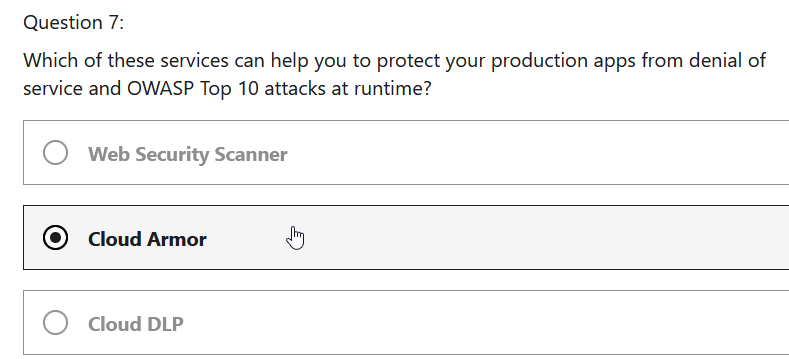 Question 7:
Which of these services can help you to protect your production apps from denial of
service and OWASP Top 10 attacks at runtime?
Web Security Scanner
Cloud Armor
Cloud DLP